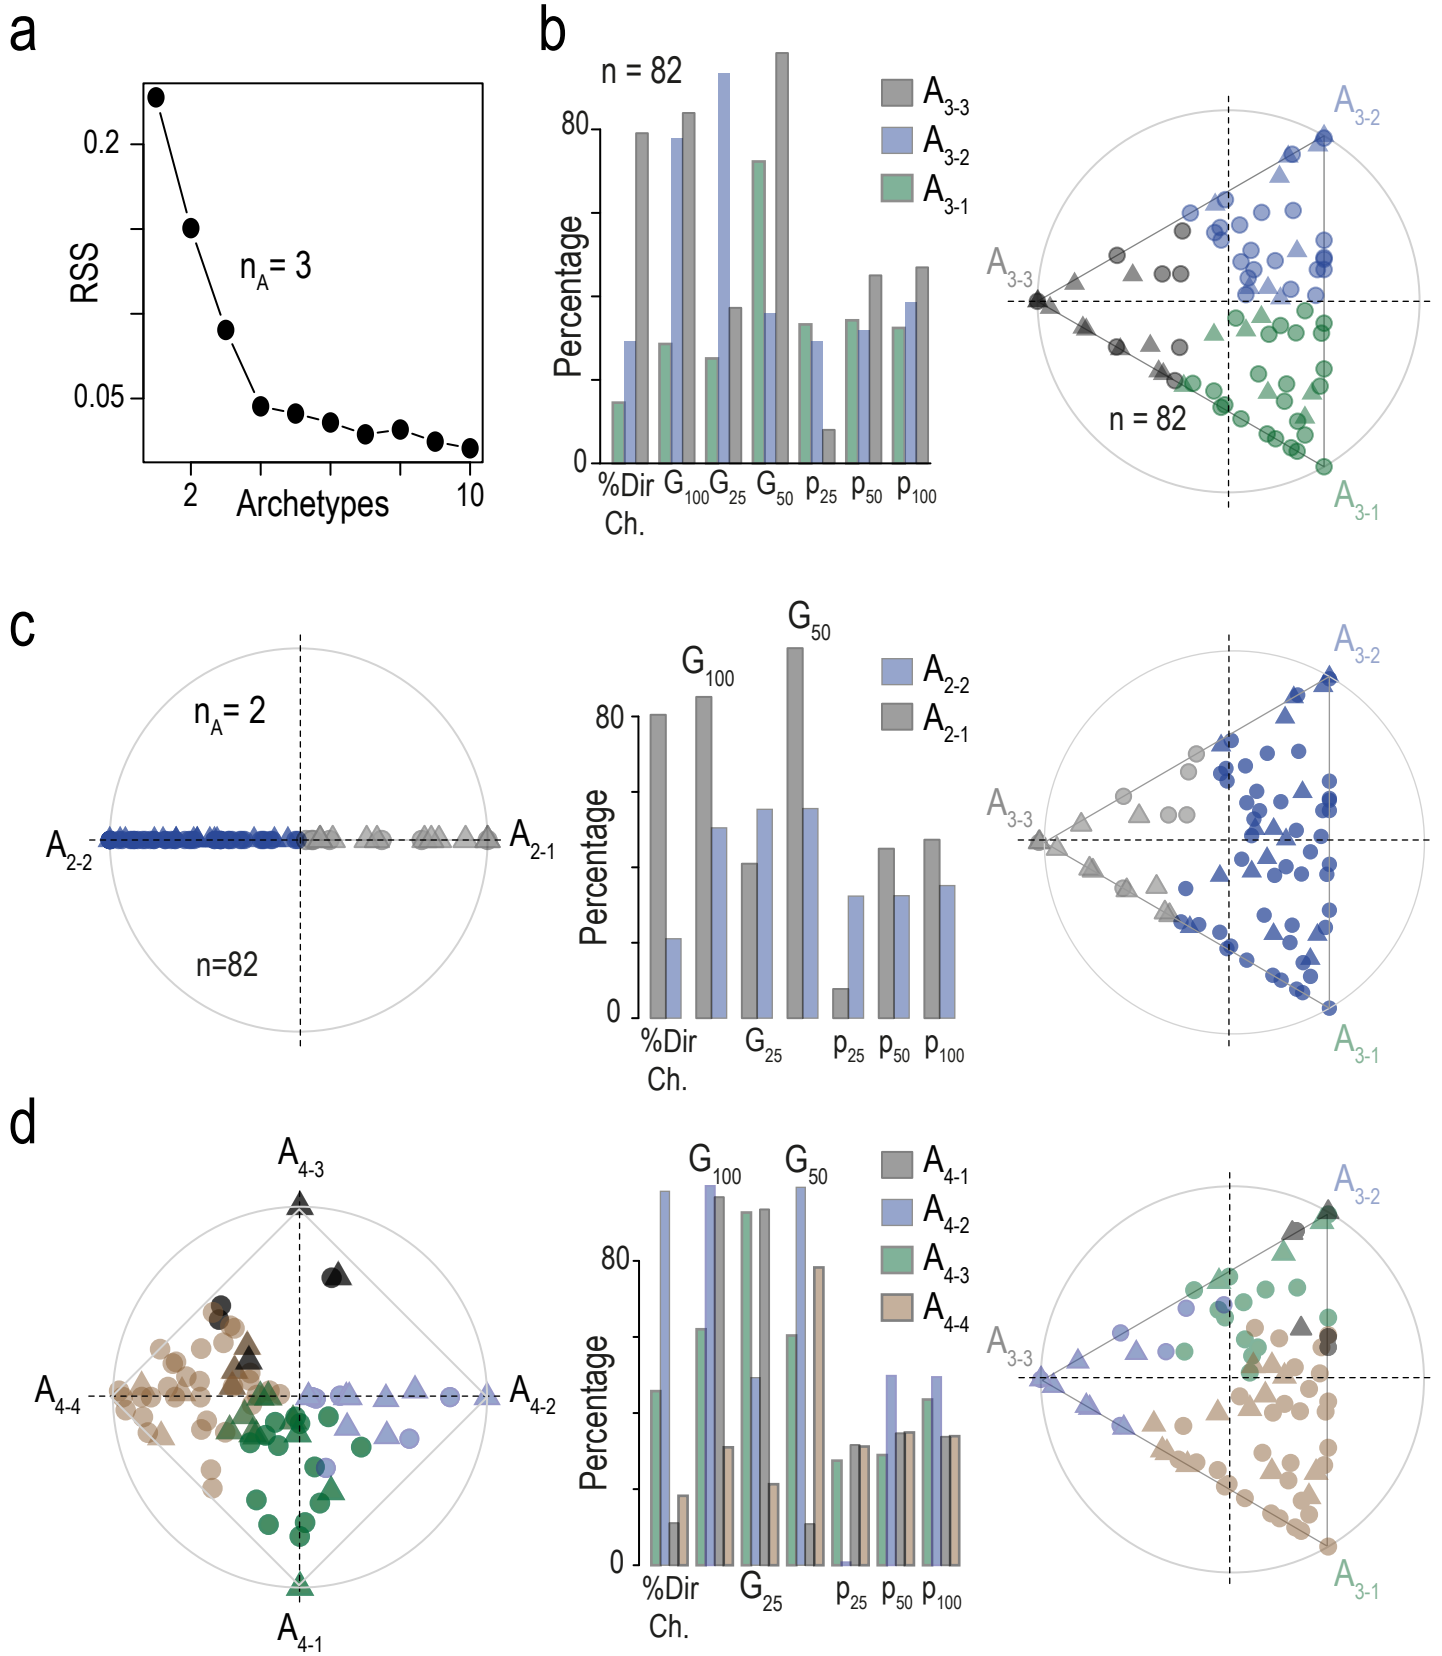 a
0.2
0.05
RSS
nA= 3
2
10
Archetypes
b
n = 82
80
0
Percentage
A3-3
A3-2
A3-1
%Dir Ch.
G100
G25
G50
p25
p50
p100
A3-2
A3-3
n = 82
A3-1
c
nA= 2
A2-2
A2-1
n=82
G100
G50
80
0
Percentage
A2-2
A2-1
%Dir Ch.
G25
p25
p50
p100
A3-2
A3-3
A3-1
d
A4-3
A4-4
A4-2
A4-1
G100
G50
80
0
Percentage
A4-1
A4-2
A4-3
A4-4
%Dir Ch.
G25
p25
p50
p100
A3-2
A3-3
A3-1